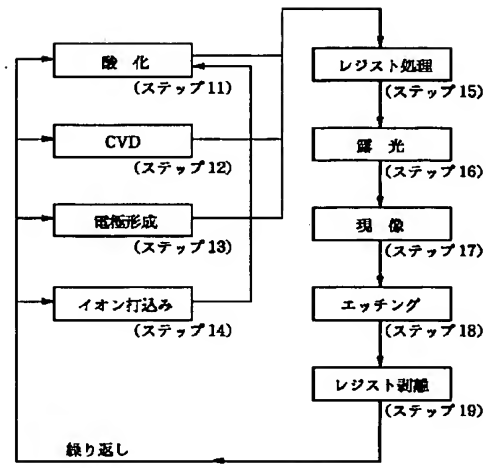 酸化
(ステップ11)
CVD
(ステップ12)
電極形成
(ステップ13)
イオン打込み
(ステップ14)
レジスト処理
(ステップ15)
露光
(ステップ16)
現像
(ステップ17)
エッチング
(ステップ18)
レジスト剥離
(ステップ19)
繰り返し